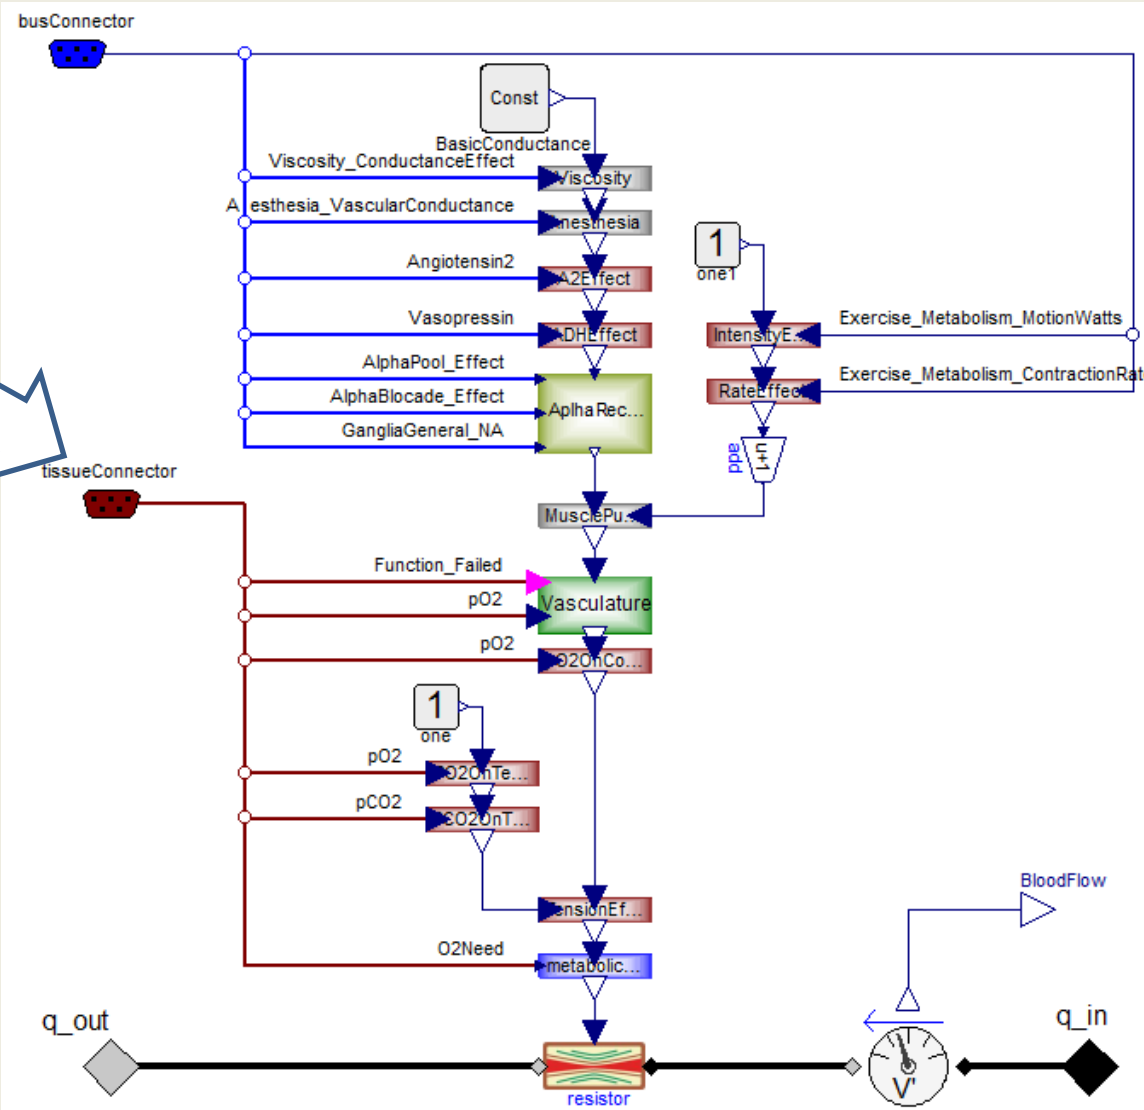 busConnector
Const
BasicConductance
Viscosity_ConductanceEffect
Viscosity
A esthesia_VascularConductance
nesthesia
1
one1
Angiotensin2
A2Effect
Vasopressin
ADHEffect
Exercise_Metabolism_MotionWatts
IntensityE...
AlphaPool_Effect
Exercise_Metabolism_ContractionRat
RateEffec
AlphaBlocade_Effect
AplhaRec...
GangliaGeneral_NA
add
u+1
tissueConnector
MusclePu...
Function_Failed
pO2
Vasculature
pO2
O2OnCo...
1
one
pO2
O2OnTe...
pCO2
CO2OnT...
BloodFlow
ensionEf...
O2Need
metabolic...
q_out
q_in
V'
resistor